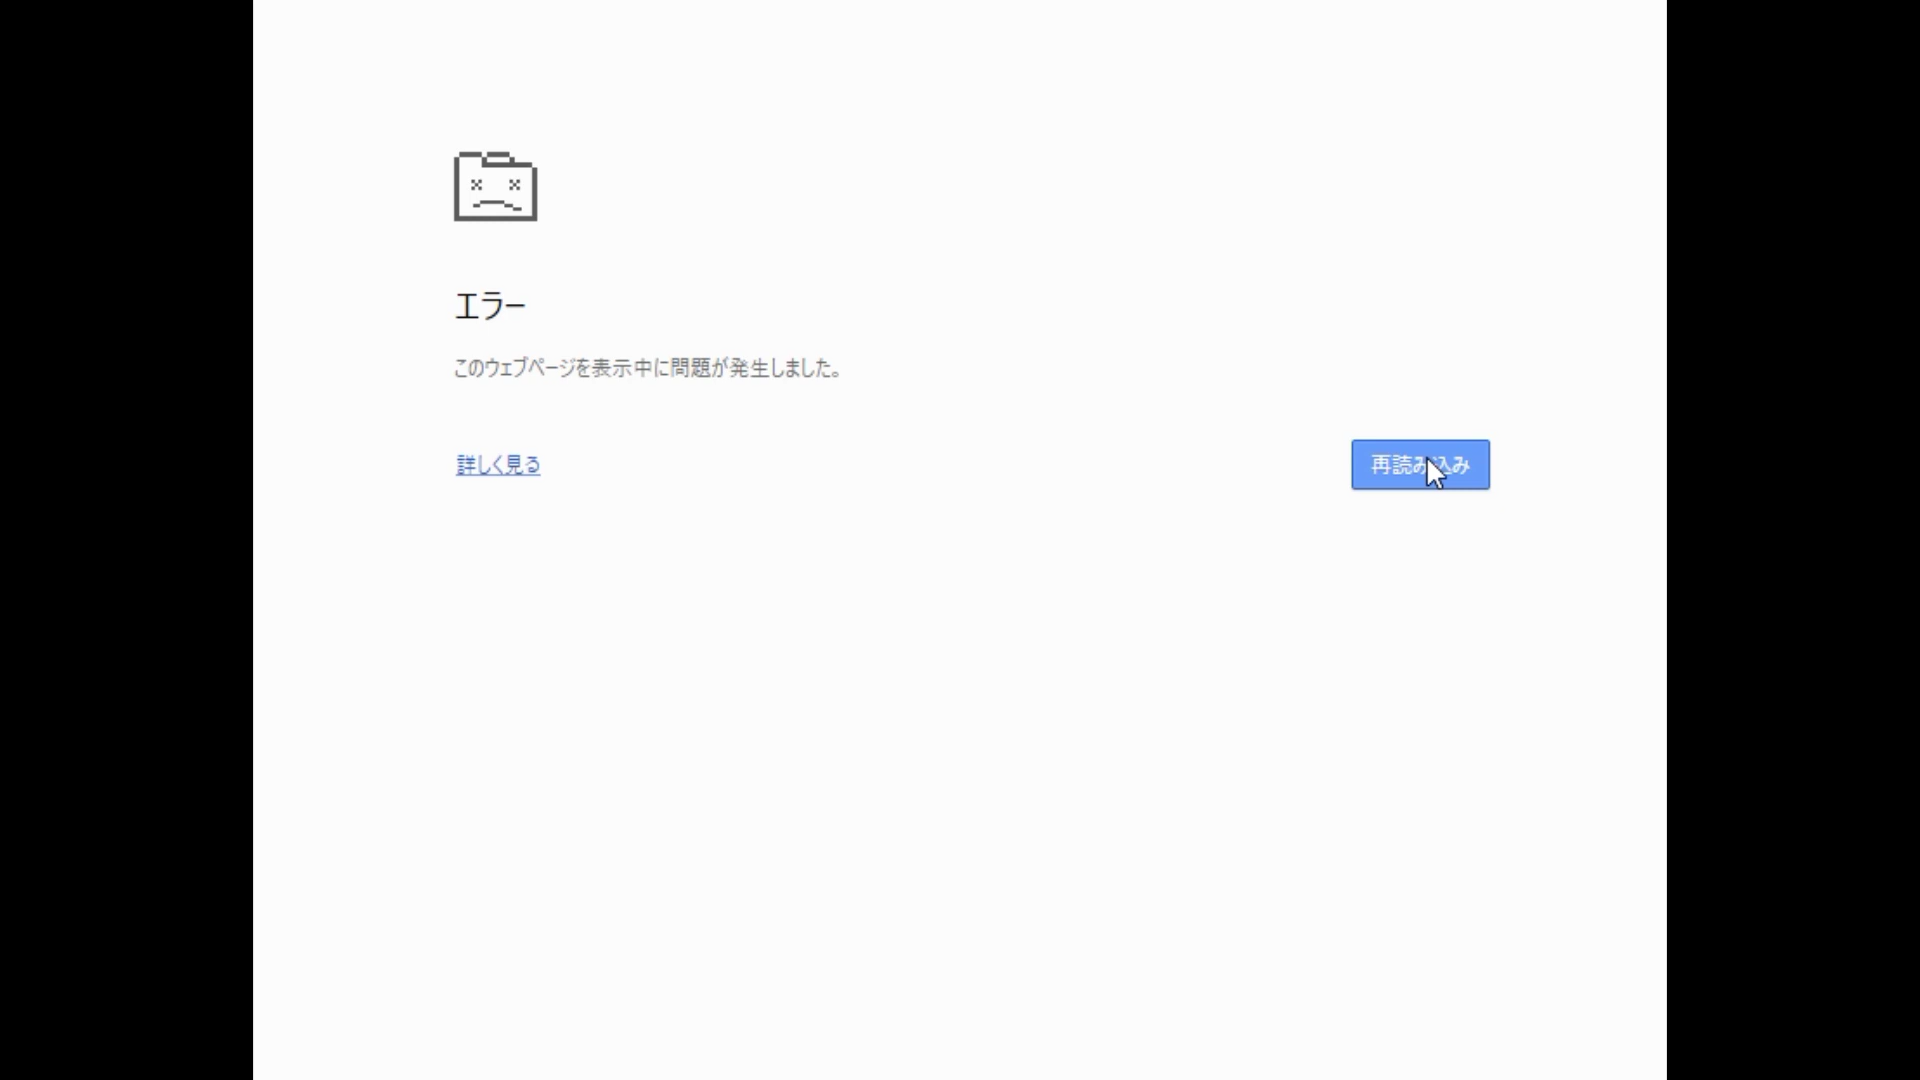 エラー
このウェブページを表示中に問題が発生しました。
詳しく見る
再読み込み